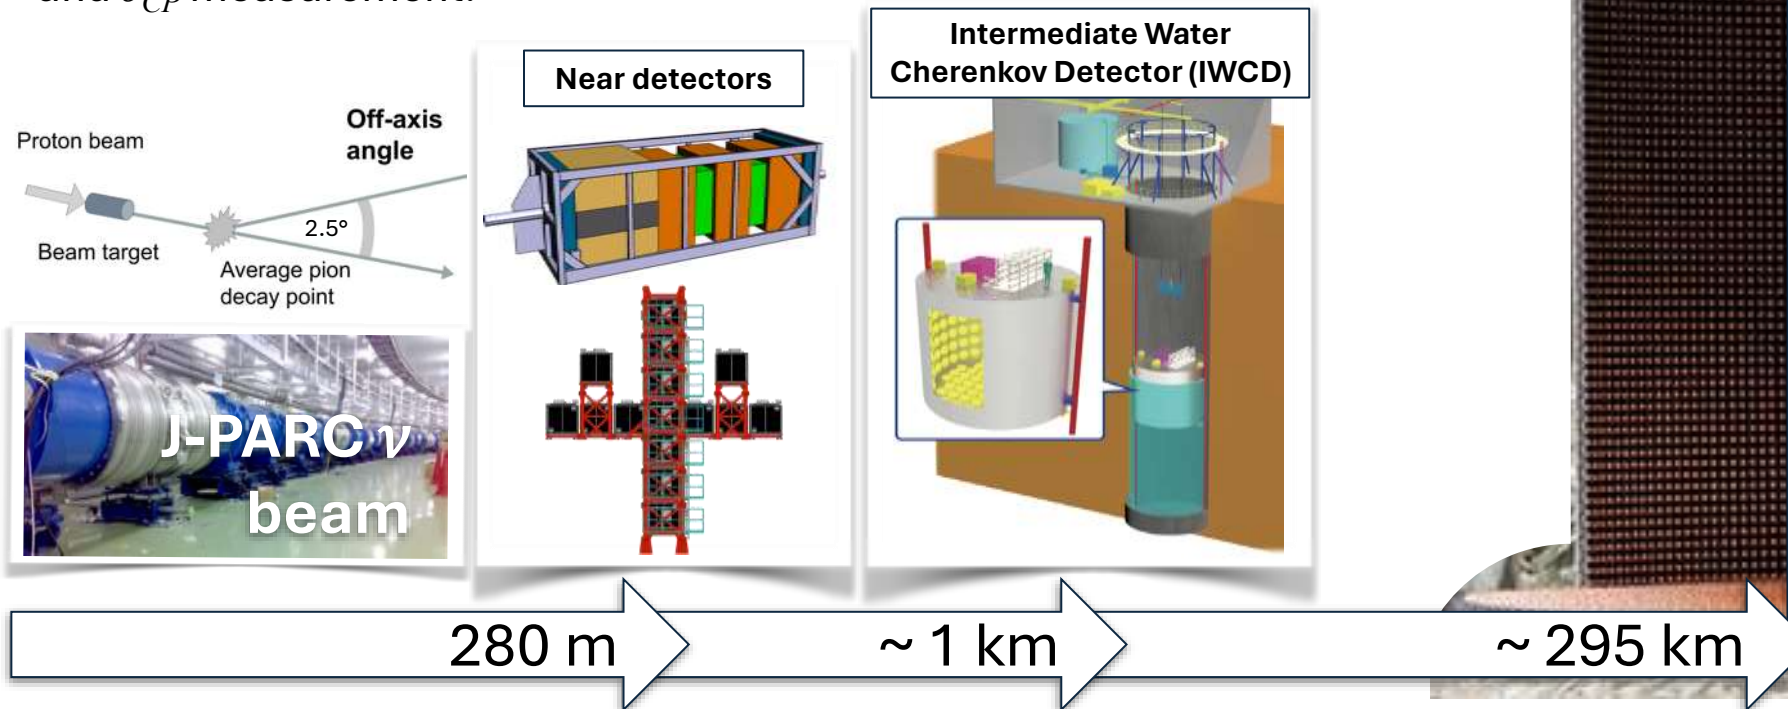 measurement.
Near detectors
Intermediate Water
Cherenkov Detector (IWCD)
Off-axis
angle
Proton beam
2.5°
Beam target
Average pion
decay point
J-PARC ν
beam
280 m
~ 1 km
~ 295 km